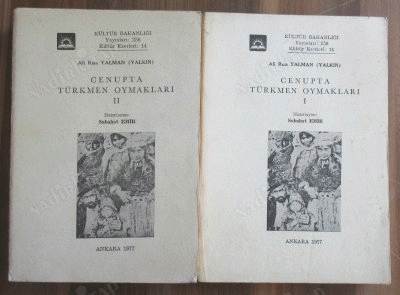 KÜLTÜR BAKANLIĞI
Yayınları: 256
Kültür Eserleri: 14
Ali Rıza YALMAN (YALKIN)
CENUPTA
TÜRKMEN OYMAKLARI
II
Hazırlayan:
Sabahat EMİR
ANKARA 1977
KÜLTÜR BAKANLIĞI
Yayınları: 256
Kültür Eserleri: 14
Ali Rıza YALMAN (YALKIN)
CENUPTA
TÜRKMEN OYMAKLARI
I
Hazırlayan:
Sabahat EMİR
ANKARA 1977